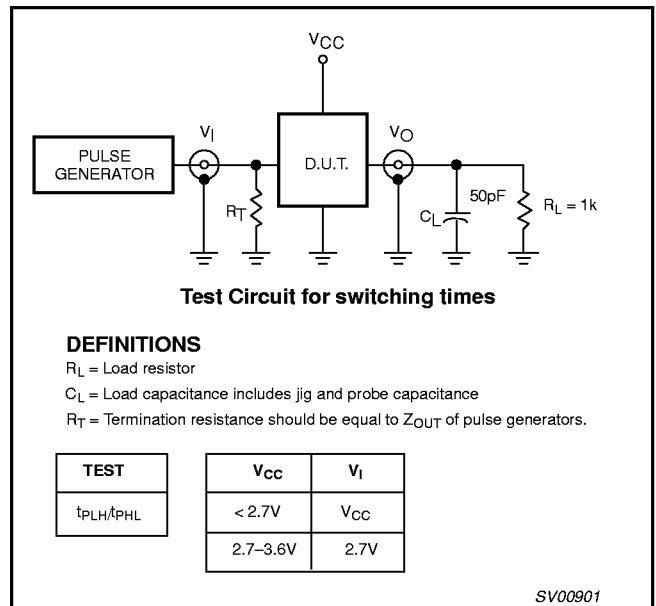 VCC
PULSE GENERATOR
VI
RT
D.U.T.
VO
50pF
CL
RL = 1k
Test Circuit for switching times
DEFINITIONS
RL = Load resistor
CL = Load capacitance includes jig and probe capacitance
RT = Termination resistance should be equal to ZOUT of pulse generators.
TEST
tPLH/tPHL
VCC VI
< 2.7V VCC
2.7–3.6V 2.7V
SV00901